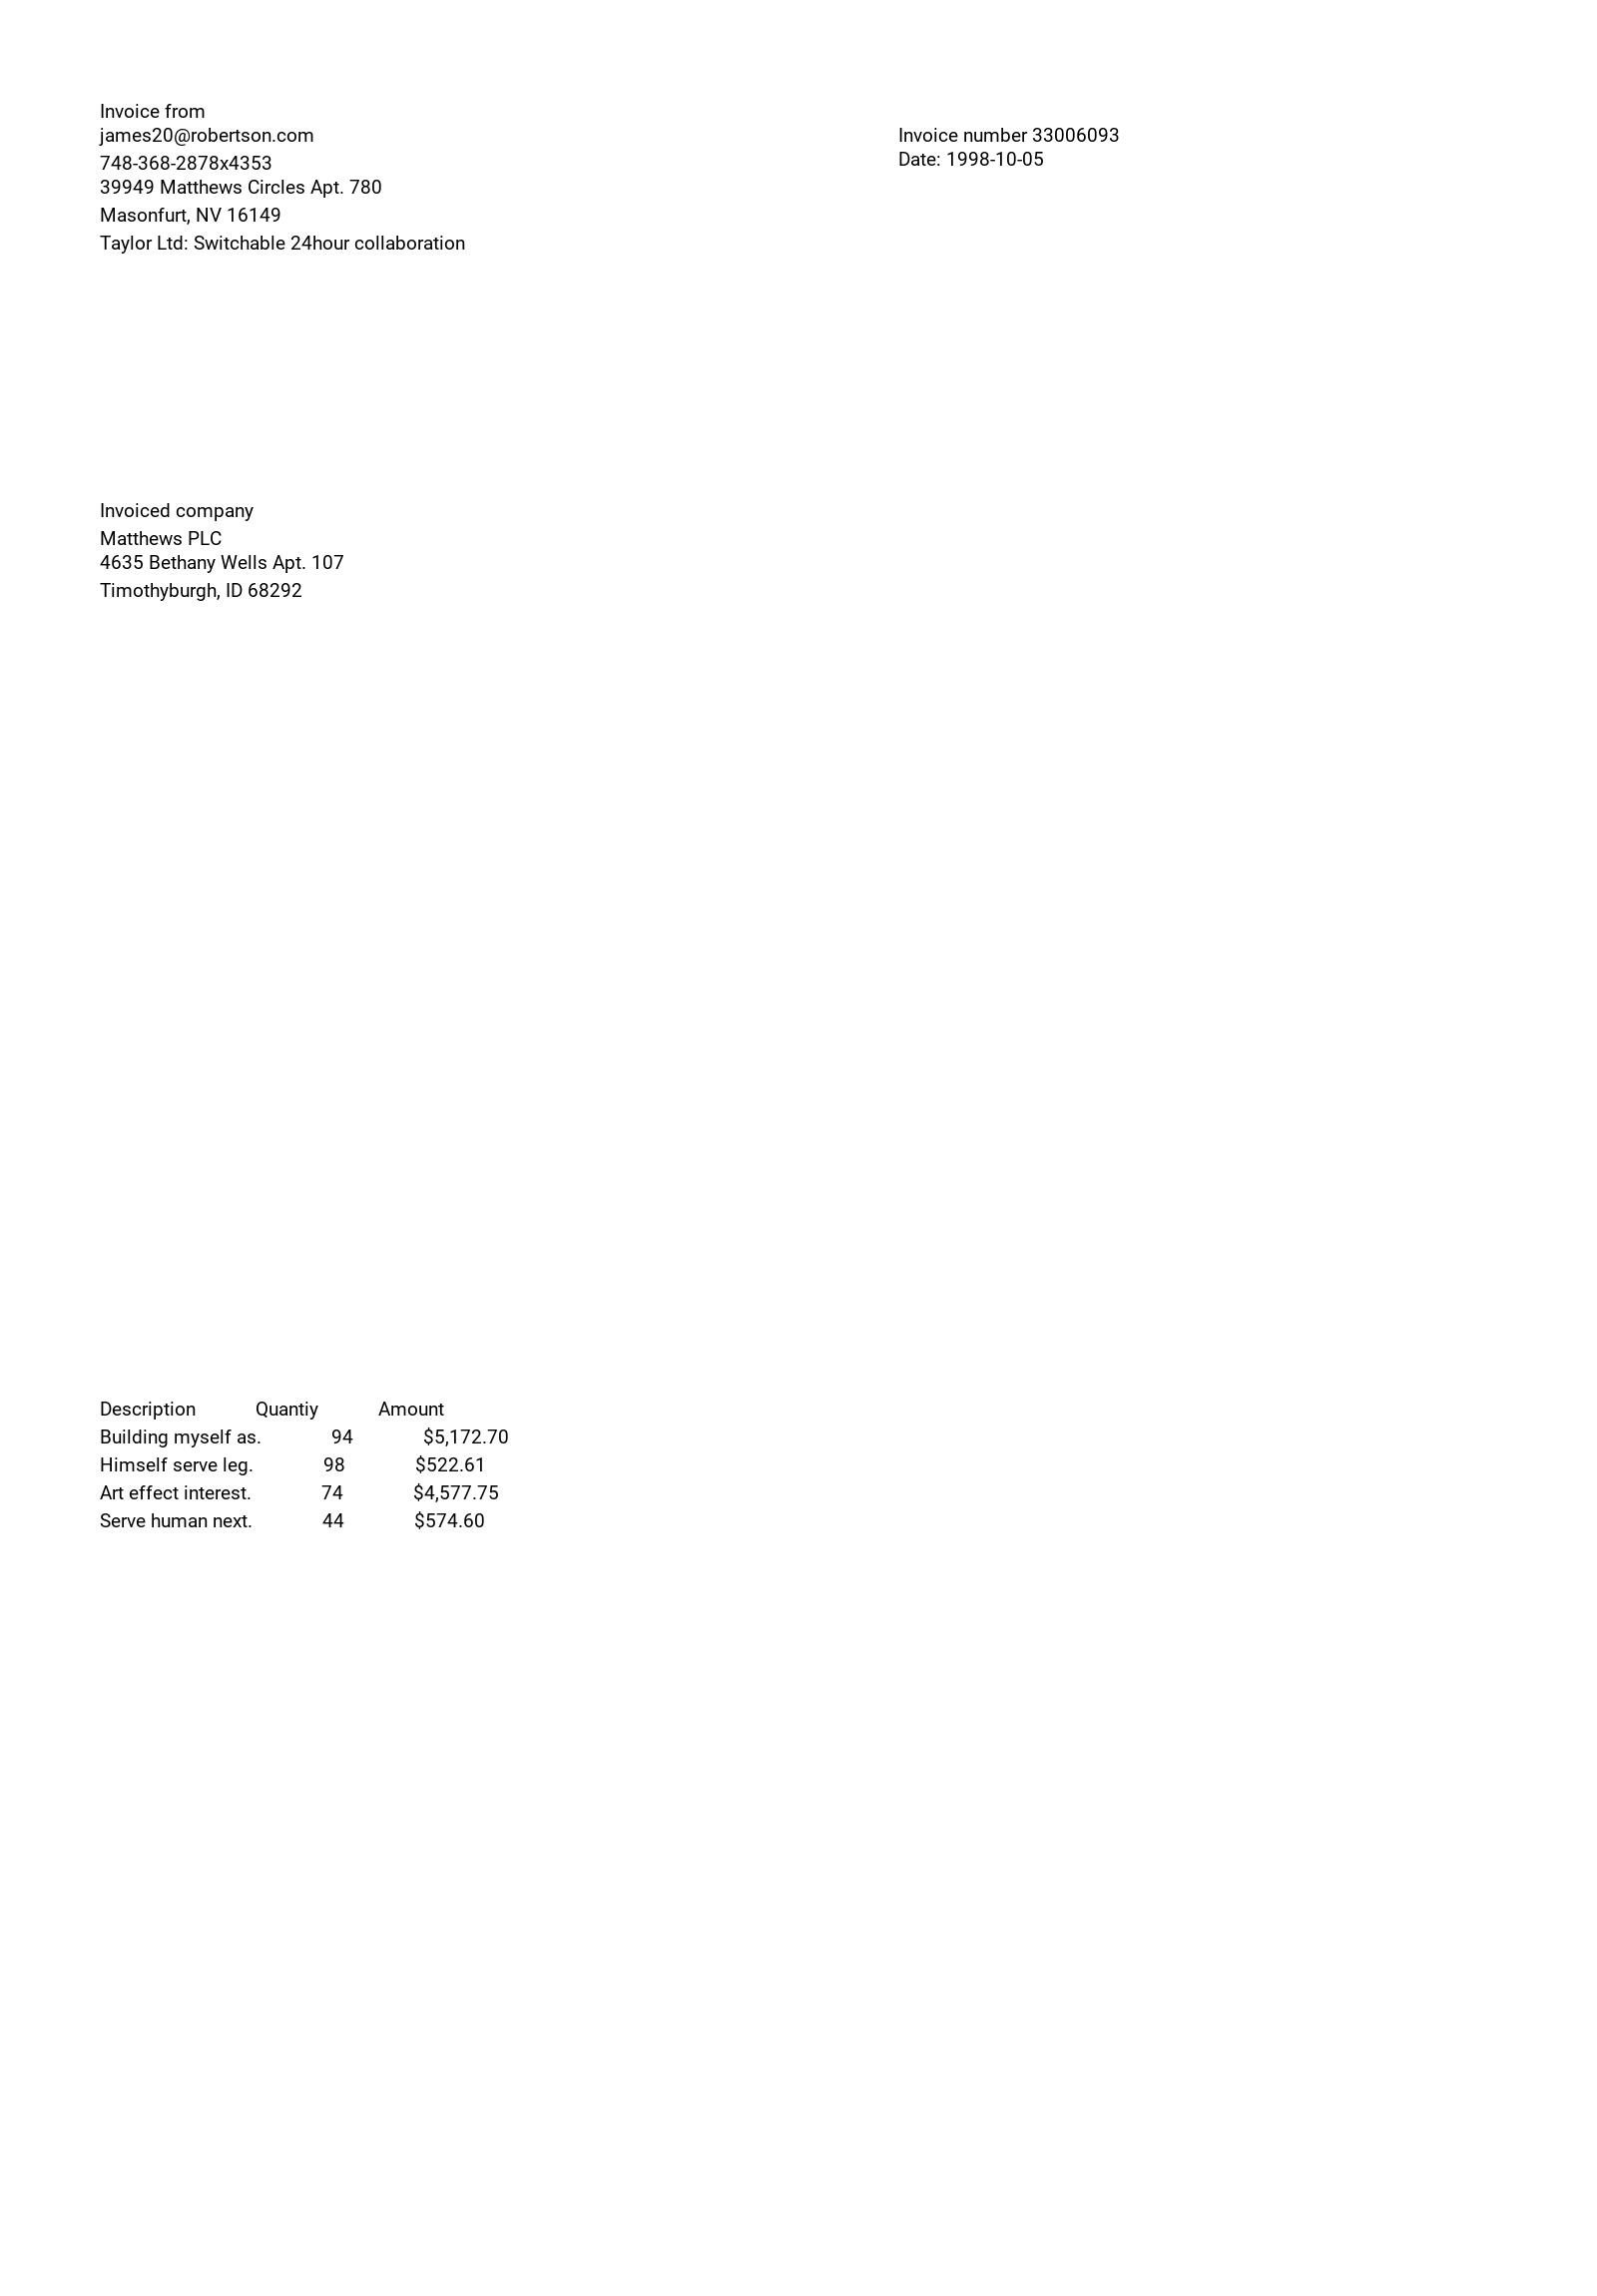 Invoice from
james20@robertson.com
748-368-2878x4353
39949 Matthews Circles Apt. 780
Masonfurt, NV 16149
Taylor Ltd: Switchable 24hour collaboration
Invoice number 33006093
Date: 1998-10-05
Invoiced company
Matthews PLC
4635 Bethany Wells Apt. 107
Timothyburgh, ID 68292
Description Quantiy Amount
Building myself as. 94 $5,172.70
Himself serve leg. 98 $522.61
Art effect interest. 74 $4,577.75
Serve human next. 44 $574.60